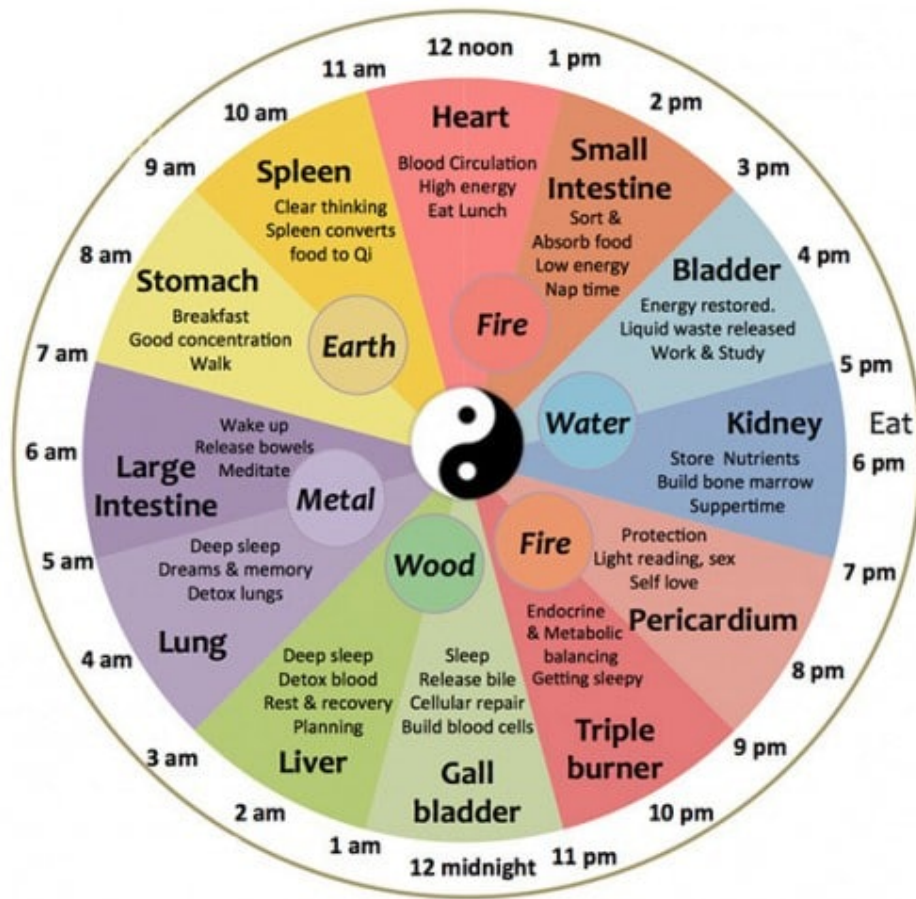 12 noon
1 pm
2 pm
3 pm
4 pm
5 pm
Eat
6 pm
7 pm
8 pm
9 pm
10 pm
11 pm
12 midnight
1 am
2 am
3 am
4 am
5 am
6 am
7 am
8 am
9 am
10 am
11 am
Heart
Blood Circulation
High energy
Eat Lunch
Small
Intestine
Sort &
Absorb food
Low energy
Nap time
Fire
Bladder
Energy restored.
Liquid waste released
Work & Study
Water
Kidney
Store Nutrients
Build bone marrow
Suppertime
Protection
Light reading, sex
Self love
Pericardium
Fire
Endocrine
& Metabolic
balancing
Getting sleepy
Triple
burner
Sleep
Release bile
Cellular repair
Build blood cells
Gall
bladder
Wood
Deep sleep
Detox blood
Rest & recovery
Planning
Liver
Deep sleep
Dreams & memory
Detox lungs
Lung
Metal
Wake up
Release bowels
Meditate
Large
Intestine
Stomach
Breakfast
Good concentration
Walk
Earth
Spleen
Clear thinking
Spleen converts
food to Qi